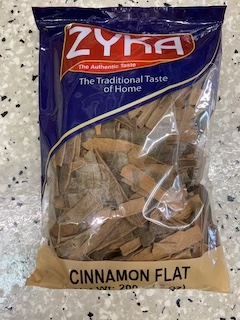 ZYKA
The Authentic Taste
The Traditional Taste
of Home
CINNAMON FLAT